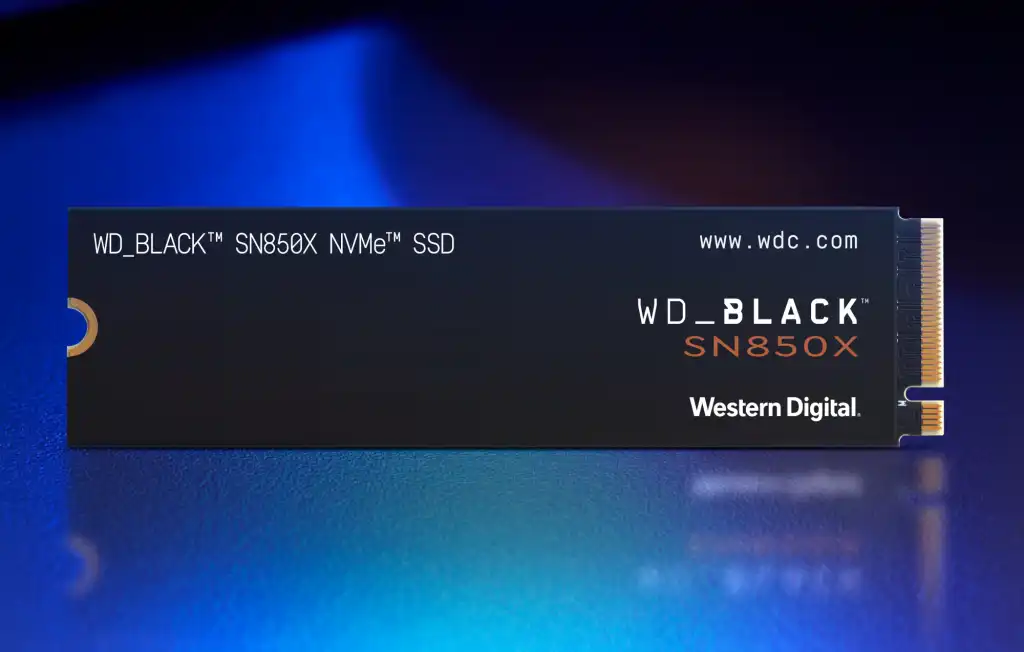 WD_BLACK™ SN850X NVMe™ SSD
www.wdc.com
WD_BLACK™
SN850X
Western Digital.
M